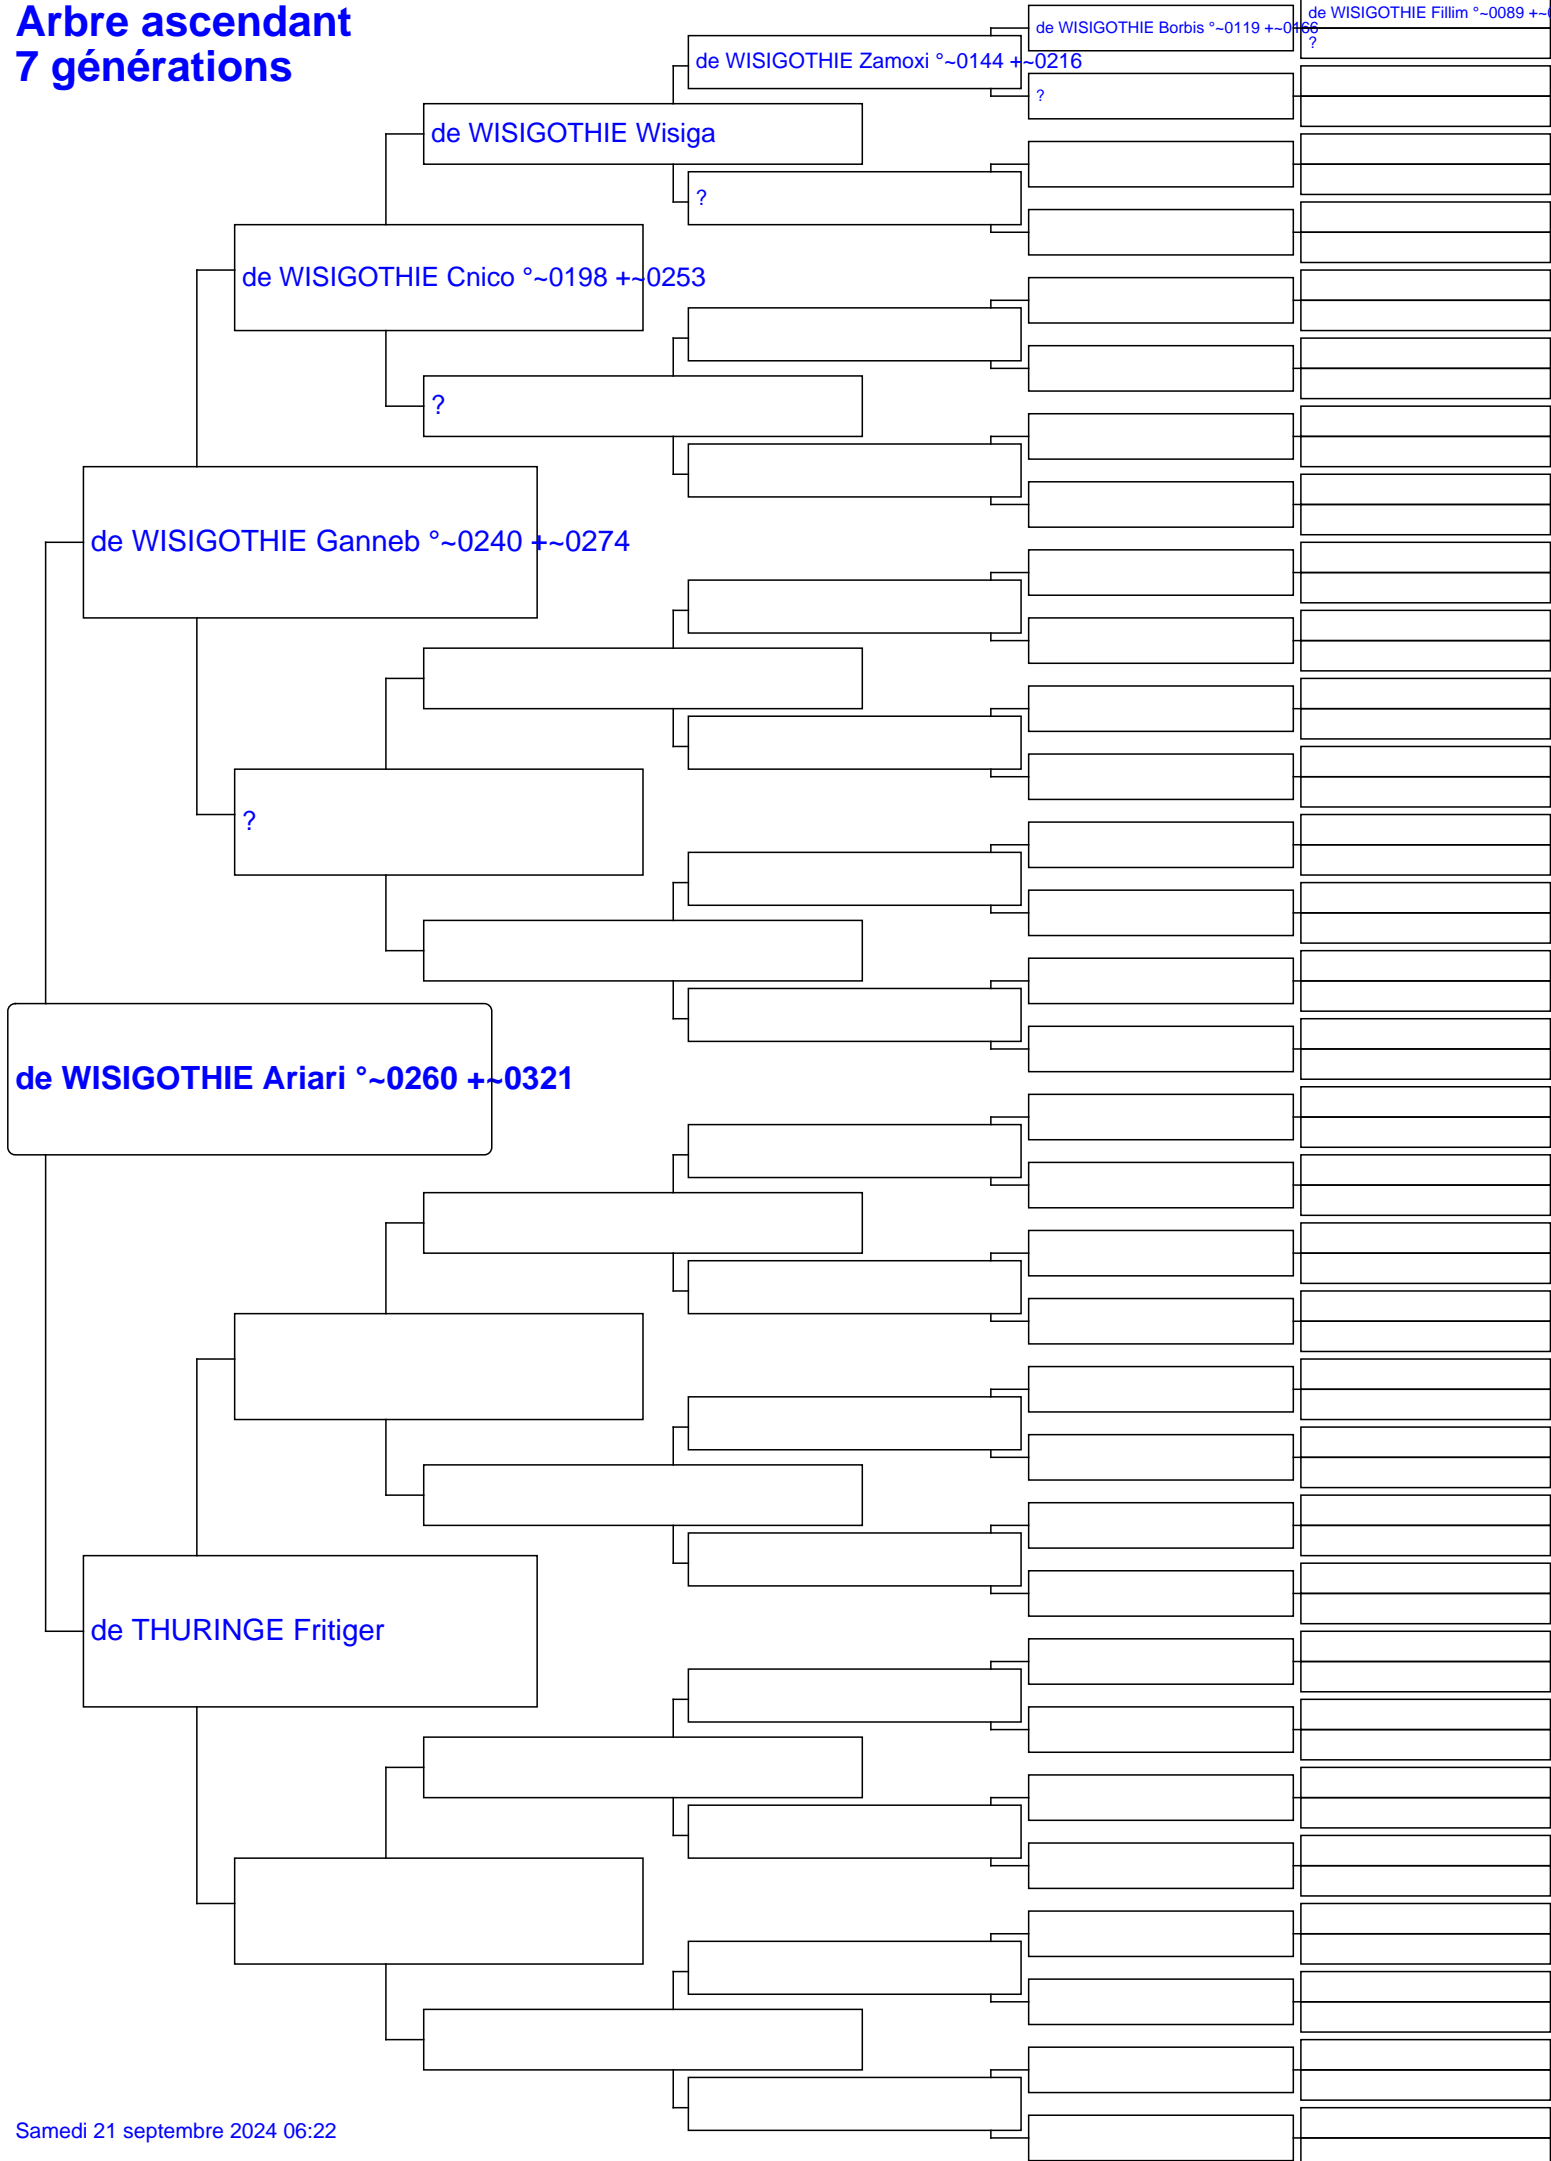 Arbre ascendant
7 générations
de WISIGOTHIE Fillim °~0089 +~0
?
de WISIGOTHIE Borbis °~0119 +~0166
?
de WISIGOTHIE Zamoxi °~0144 +~0216
?
de WISIGOTHIE Wisiga
?
de WISIGOTHIE Cnico °~0198 +~0253
?
de WISIGOTHIE Ganneb °~0240 +~0274
de WISIGOTHIE Ariari °~0260 +~0321
de THURINGE Fritiger
Samedi 21 septembre 2024 06:22